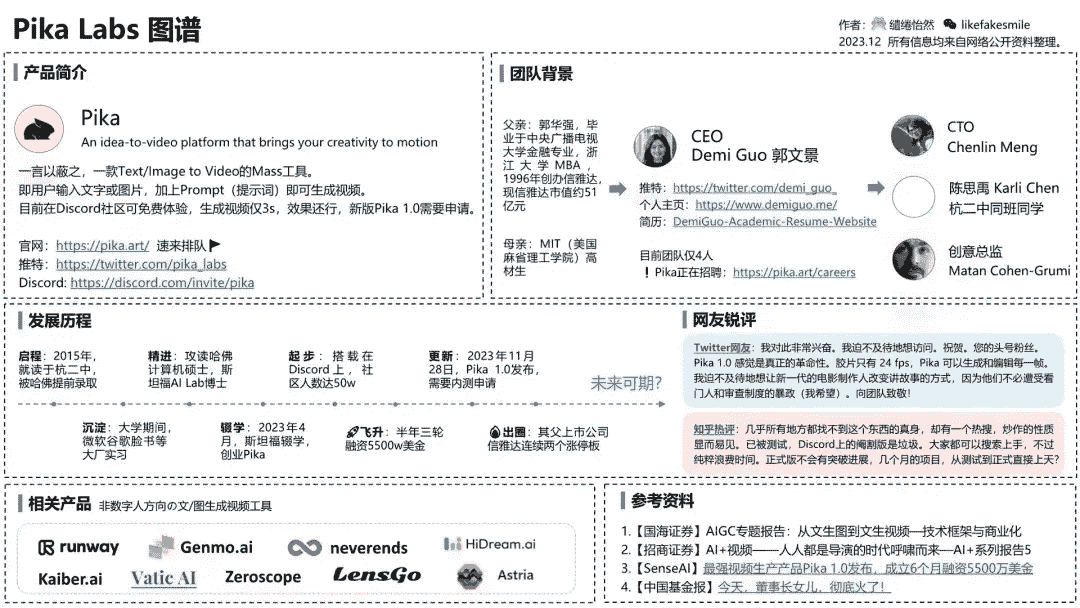 Pika Labs 图谱
作者： 缱绻怡然 likefakesmile
2023.12 所有信息均来自网络公开资料整理。
产品简介
Pika
An idea-to-video platform that brings your creativity to motion
一言以蔽之，一款Text/Image to Video的Mass工具。
即用户输入文字或图片，加上Prompt（提示词）即可生成视频。
目前在Discord社区可免费体验，生成视频仅3s，效果还行，新版Pika 1.0需要申请。
官网：https://pika.art/ 速来排队
推特：https://twitter.com/pika_labs
Discord: https://discord.com/invite/pika
团队背景
父亲：郭华强，毕
业于中央广播电视
大学金融专业，浙
江大学MBA，
1996年创办信雅达，
现信雅达市值约51
亿元
母亲：MIT（美国
麻省理工学院）高
材生
CEO
Demi Guo 郭文景
推特：https://twitter.com/demi_guo_
个人主页：https://www.demiguo.me/
简历：DemiGuo-Academic-Resume-Website
目前团队仅4人
！Pika正在招聘：https://pika.art/careers
CTO
Chenlin Meng
陈思禹 Karli Chen
杭二中同班同学
创意总监
Matan Cohen-Grumi
发展历程
启程：2015年，
就读于杭二中，
被哈佛提前录取
精进：攻读哈佛
计算机硕士，斯
坦福AI Lab博士
起步：搭载在
Discord上，社
区人数达50w
更新：2023年11月
28日，Pika 1.0发布，
需要内测申请
未来可期？
沉淀：大学期间，
微软谷歌脸书等
大厂实习
辍学：2023年4
月，斯坦福辍学，
创业Pika
飞升：半年三轮
融资5500w美金
出圈：其父上市公司
信雅达连续两个涨停板
网友锐评
Twitter网友：我对此非常兴奋。我迫不及待地想访问。祝贺。您的头号粉丝。
Pika 1.0 感觉是真正的革命性。胶片只有 24 fps，Pika 可以生成和编辑每一帧。
我迫不及待地想让新一代的电影制作人改变讲故事的方式，因为他们不必遭受看
门人和审查制度的暴政（我希望）。向团队致敬！
知乎热评：几乎所有地方都找不到这个东西的真身，却有一个热搜，炒作的性质
显而易见。已被测试，Discord上的阉割版是垃圾。大家都可以搜索上手，不过
纯粹浪费时间。正式版不会有突破进展，几个月的项目，从测试到正式直接上天？
相关产品 非数字人方向の文/图生成视频工具
runway Genmo.ai neverends HiDream.ai
Kaiber.ai Vatic AI Zeroscope LensGo Astria
参考资料
1.【国海证券】AIGC专题报告：从文生图到文生视频—技术框架与商业化
2.【招商证券】AI+视频——人人都是导演的时代呼啸而来—AI+系列报告5
3.【SenseAI】最强视频生产产品Pika 1.0发布，成立6个月融资5500万美金
4.【中国基金报】今天，董事长女儿，彻底火了！